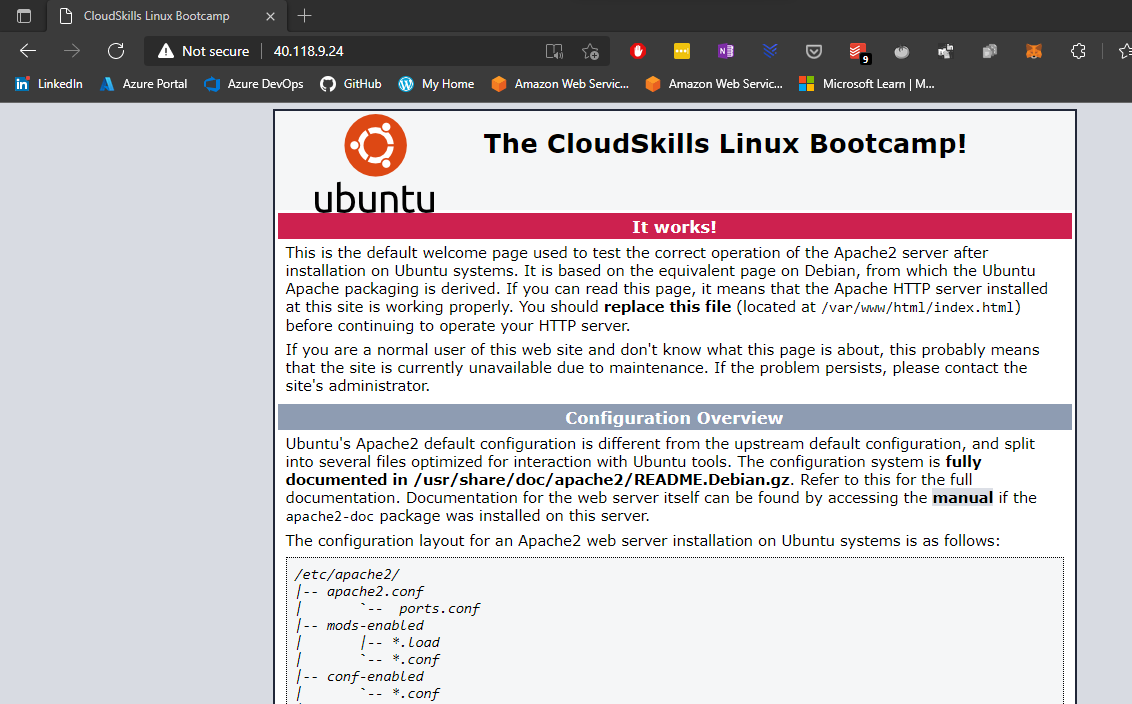 CloudSkills Linux Bootcamp
Not secure 40.118.9.24
9
LinkedIn Azure Portal Azure DevOps GitHub My Home Amazon Web Servic... Amazon Web Servic... Microsoft Learn | M...
ubuntu
The CloudSkills Linux Bootcamp!
It works!
This is the default welcome page used to test the correct operation of the Apache2 server after
installation on Ubuntu systems. It is based on the equivalent page on Debian, from which the Ubuntu
Apache packaging is derived. If you can read this page, it means that the Apache HTTP server installed
at this site is working properly. You should replace this file (located at /var/www/html/index.html)
before continuing to operate your HTTP server.
If you are a normal user of this web site and don't know what this page is about, this probably means
that the site is currently unavailable due to maintenance. If the problem persists, please contact the
site's administrator.
Configuration Overview
Ubuntu's Apache2 default configuration is different from the upstream default configuration, and split
into several files optimized for interaction with Ubuntu tools. The configuration system is fully
documented in /usr/share/doc/apache2/README.Debian.gz. Refer to this for the full
documentation. Documentation for the web server itself can be found by accessing the manual if the
apache2-doc package was installed on this server.
The configuration layout for an Apache2 web server installation on Ubuntu systems is as follows:
/etc/apache2/
|-- apache2.conf
|       `--  ports.conf
|-- mods-enabled
|       |-- *.load
|       `-- *.conf
|-- conf-enabled
|       `-- *.conf